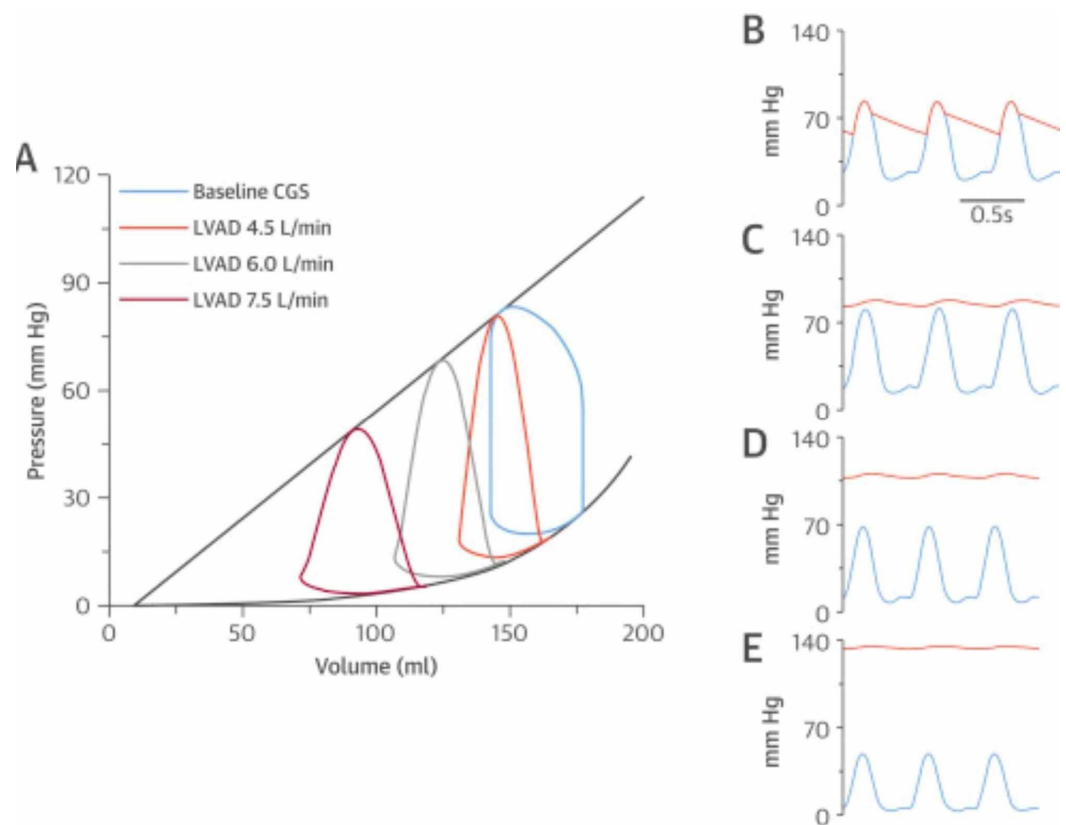 A
120
90
60
30
0
Pressure (mm Hg)
Baseline CGS
LVAD 4.5 L/min
LVAD 6.0 L/min
LVAD 7.5 L/min
0 50 100 150 200
Volume (ml)
B
140
70
0
mm Hg
0.5s
C
140
70
0
mm Hg
D
140
70
0
mm Hg
E
140
70
0
mm Hg